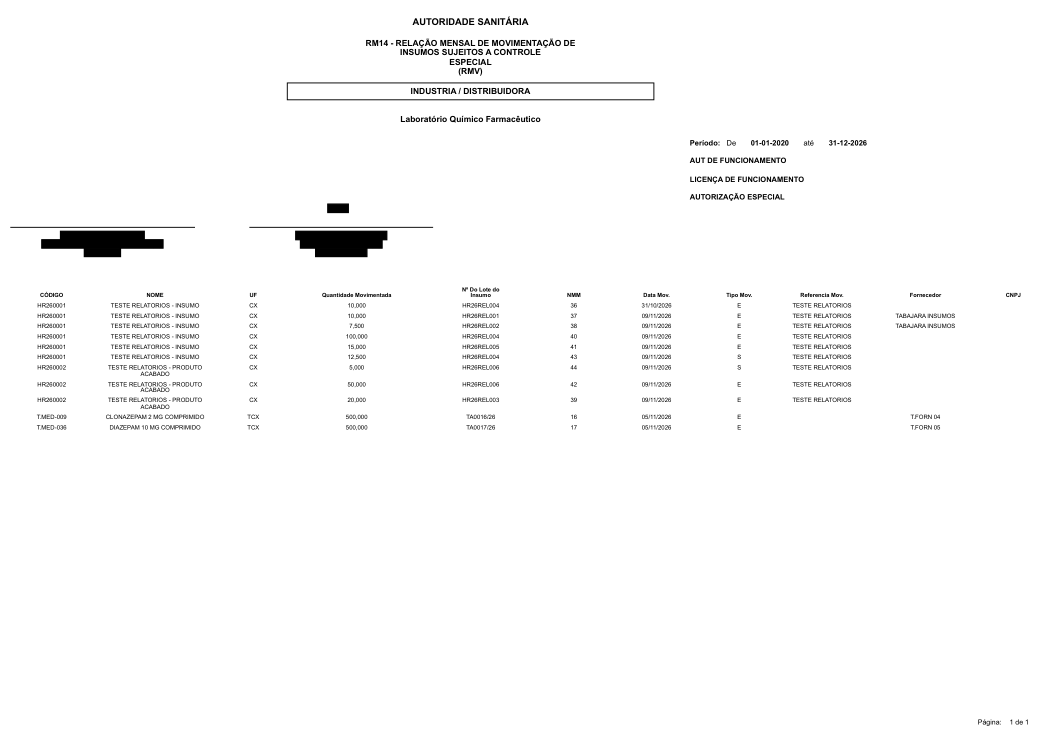 AUTORIDADE SANITÁRIA
RM14 - RELAÇÃO MENSAL DE MOVIMENTAÇÃO DE
INSUMOS SUJEITOS A CONTROLE
ESPECIAL
(RMV)
INDUSTRIA / DISTRIBUIDORA
Laboratório Químico Farmacêutico
Período: De 01-01-2020 até 31-12-2026
AUT DE FUNCIONAMENTO
LICENÇA DE FUNCIONAMENTO
AUTORIZAÇÃO ESPECIAL
CÓDIGO NOME UF Quantidade Movimentada Nº Do Lote do Insumo NMM Data Mov. Tipo Mov. Referencia Mov. Fornecedor CNPJ
HR260001 TESTE RELATORIOS - INSUMO CX 10,000 HR26REL004 36 31/10/2026 E TESTE RELATORIOS
HR260001 TESTE RELATORIOS - INSUMO CX 10,000 HR26REL001 37 09/11/2026 E TESTE RELATORIOS TABAJARA INSUMOS
HR260001 TESTE RELATORIOS - INSUMO CX 7,500 HR26REL002 38 09/11/2026 E TESTE RELATORIOS TABAJARA INSUMOS
HR260001 TESTE RELATORIOS - INSUMO CX 100,000 HR26REL004 40 09/11/2026 E TESTE RELATORIOS
HR260001 TESTE RELATORIOS - INSUMO CX 15,000 HR26REL005 41 09/11/2026 E TESTE RELATORIOS
HR260001 TESTE RELATORIOS - INSUMO CX 12,500 HR26REL004 43 09/11/2026 S TESTE RELATORIOS
HR260002 TESTE RELATORIOS - PRODUTO ACABADO CX 5,000 HR26REL006 44 09/11/2026 S TESTE RELATORIOS
HR260002 TESTE RELATORIOS - PRODUTO ACABADO CX 50,000 HR26REL006 42 09/11/2026 E TESTE RELATORIOS
HR260002 TESTE RELATORIOS - PRODUTO ACABADO CX 20,000 HR26REL003 39 09/11/2026 E TESTE RELATORIOS
T.MED-009 CLONAZEPAM 2 MG COMPRIMIDO TCX 500,000 TA0016/26 16 05/11/2026 E T.FORN 04
T.MED-036 DIAZEPAM 10 MG COMPRIMIDO TCX 500,000 TA0017/26 17 05/11/2026 E T.FORN 05
Página: 1 de 1